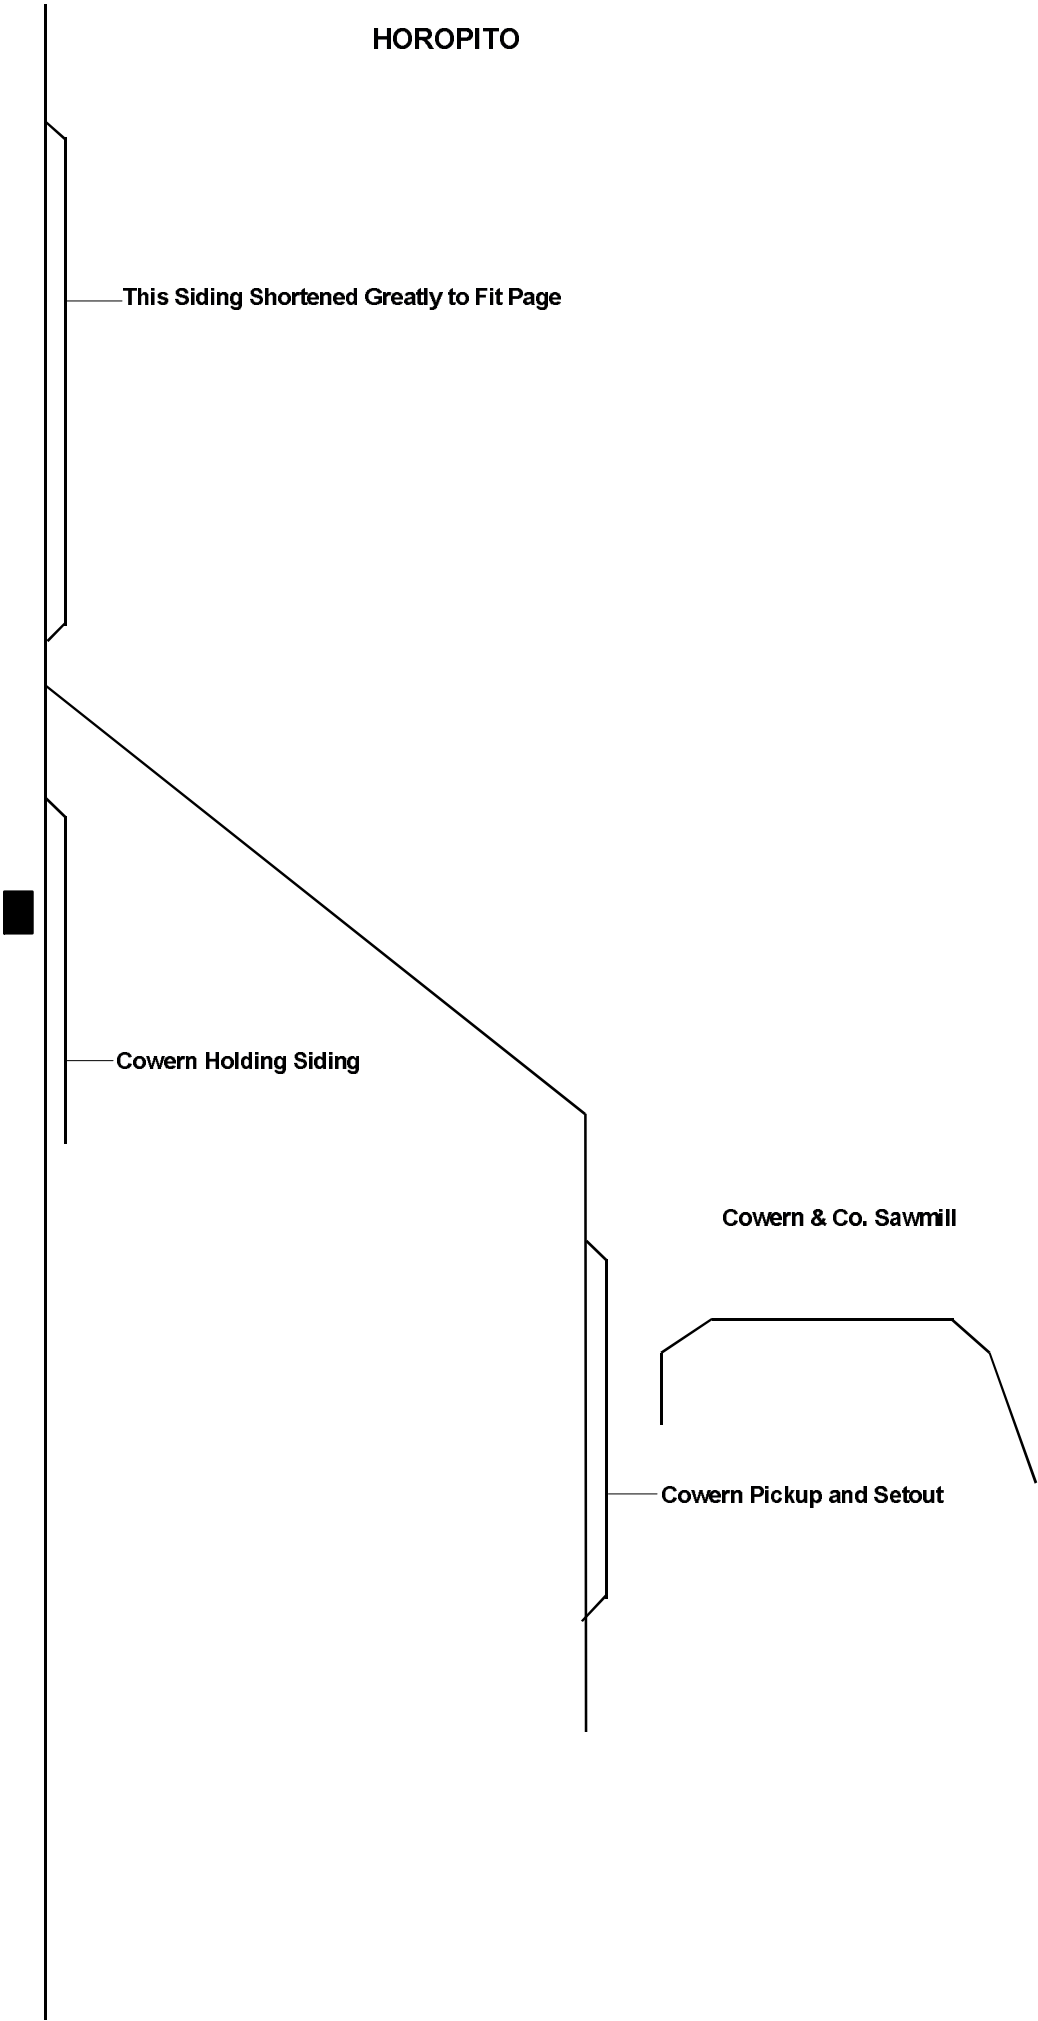 HOROPITO
This Siding Shortened Greatly to Fit Page
Cowern Holding Siding
Cowern & Co. Sawmill
Cowern Pickup and Setout